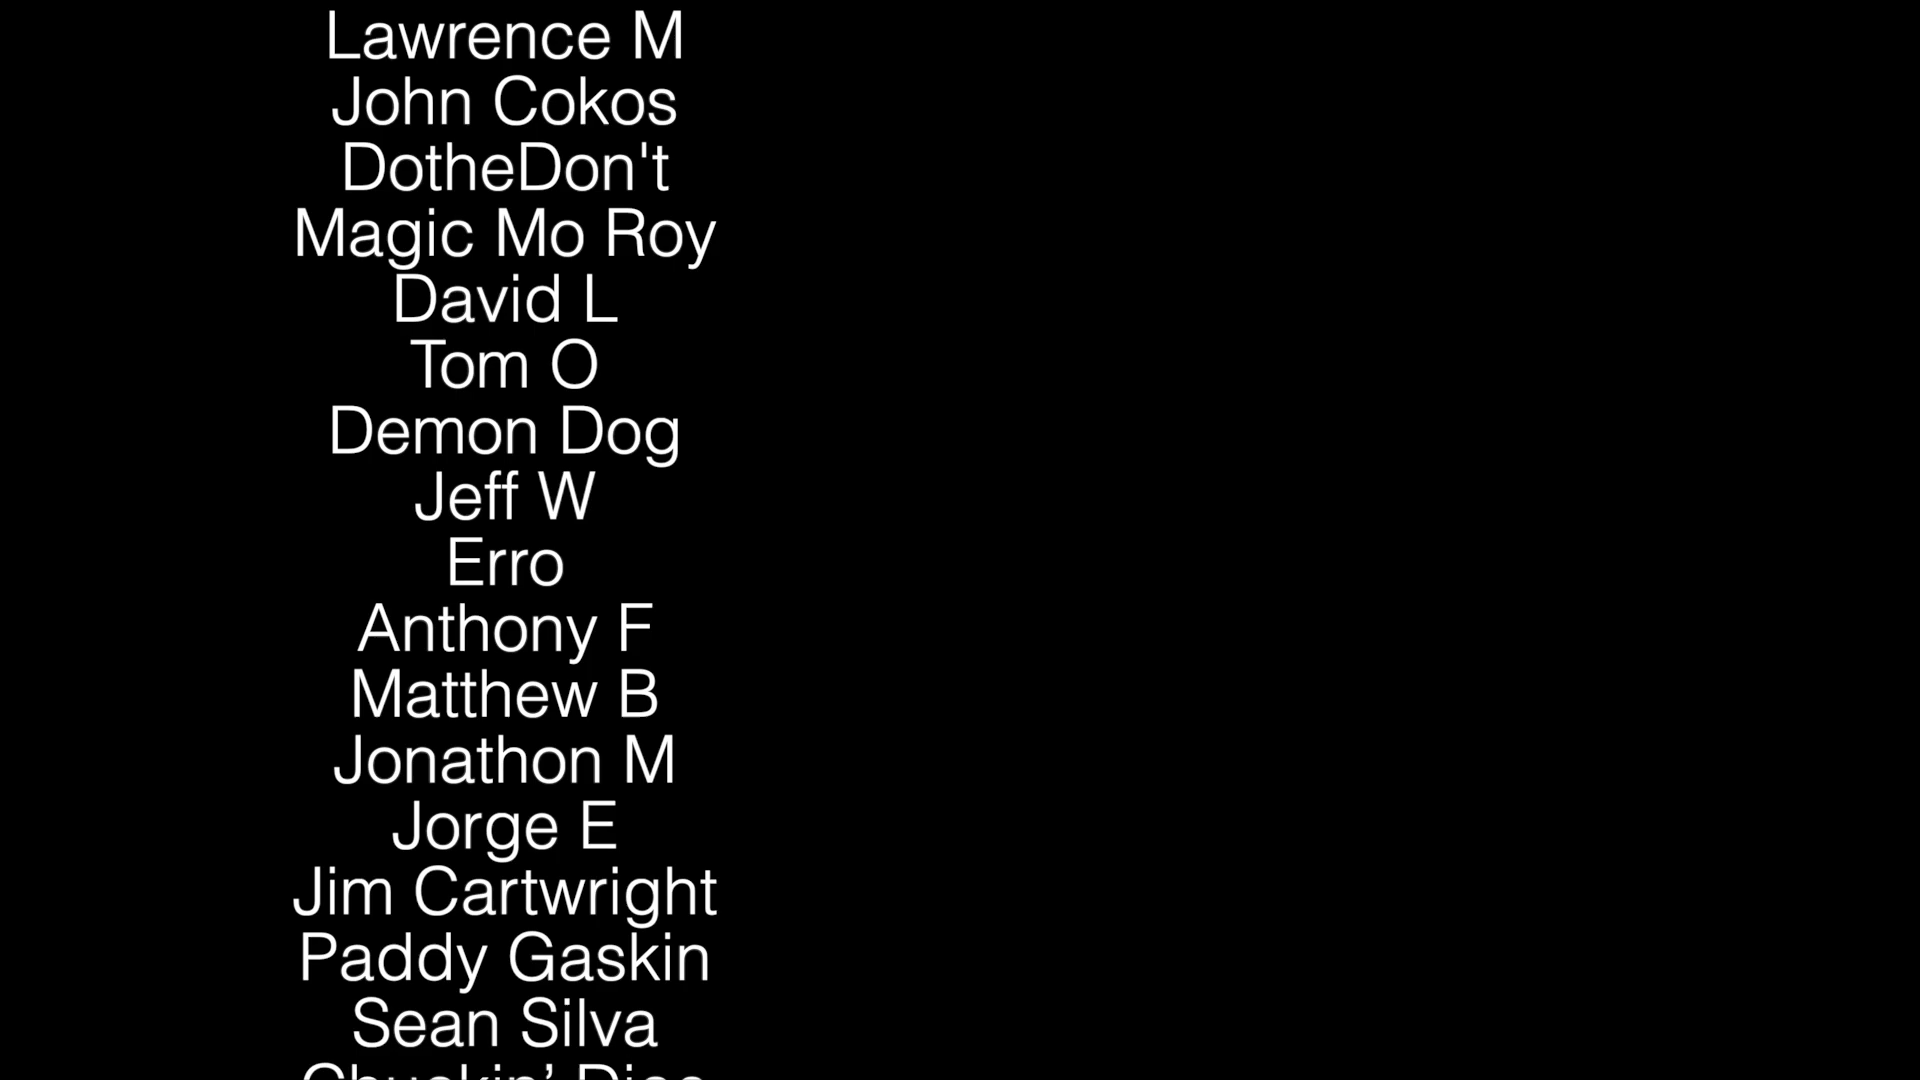 Lawrence M
John Cokos
DotheDon't
Magic Mo Roy
David L
Tom O
Demon Dog
Jeff W
Erro
Anthony F
Matthew B
Jonathon M
Jorge E
Jim Cartwright
Paddy Gaskin
Sean Silva